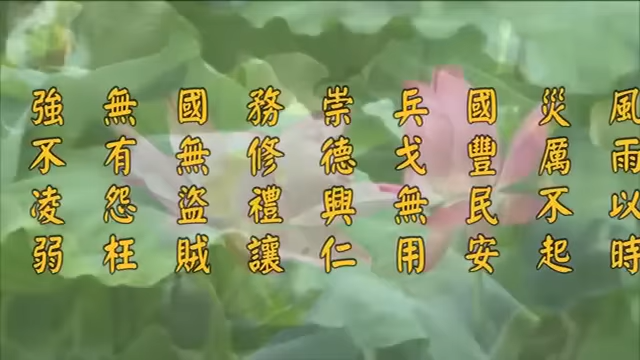 風雨以時
災厲不起
國豐民安
兵戈無用
崇德興仁
務修禮讓
國無盜賊
無有怨枉
強不凌弱